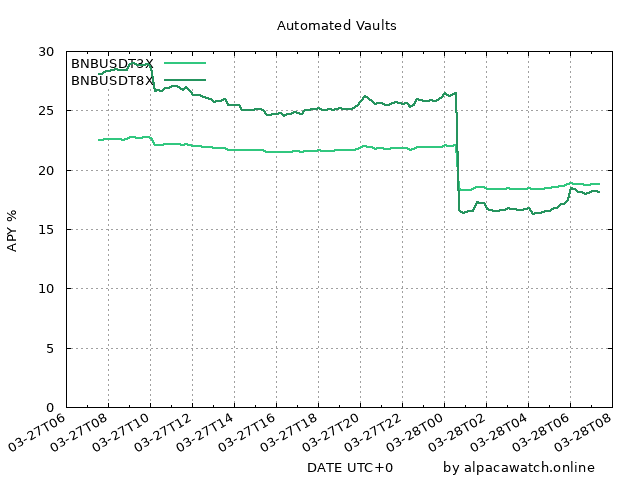 Automated Vaults
BNBUSDT3X
BNBUSDT8X
30
25
20
15
10
5
0
APY %
03-27T06
03-27T08
03-27T10
03-27T12
03-27T14
03-27T16
03-27T18
03-27T20
03-27T22
03-28T00
03-28T02
03-28T04
03-28T06
03-28T08
DATE UTC+0
by alpacawatch.online